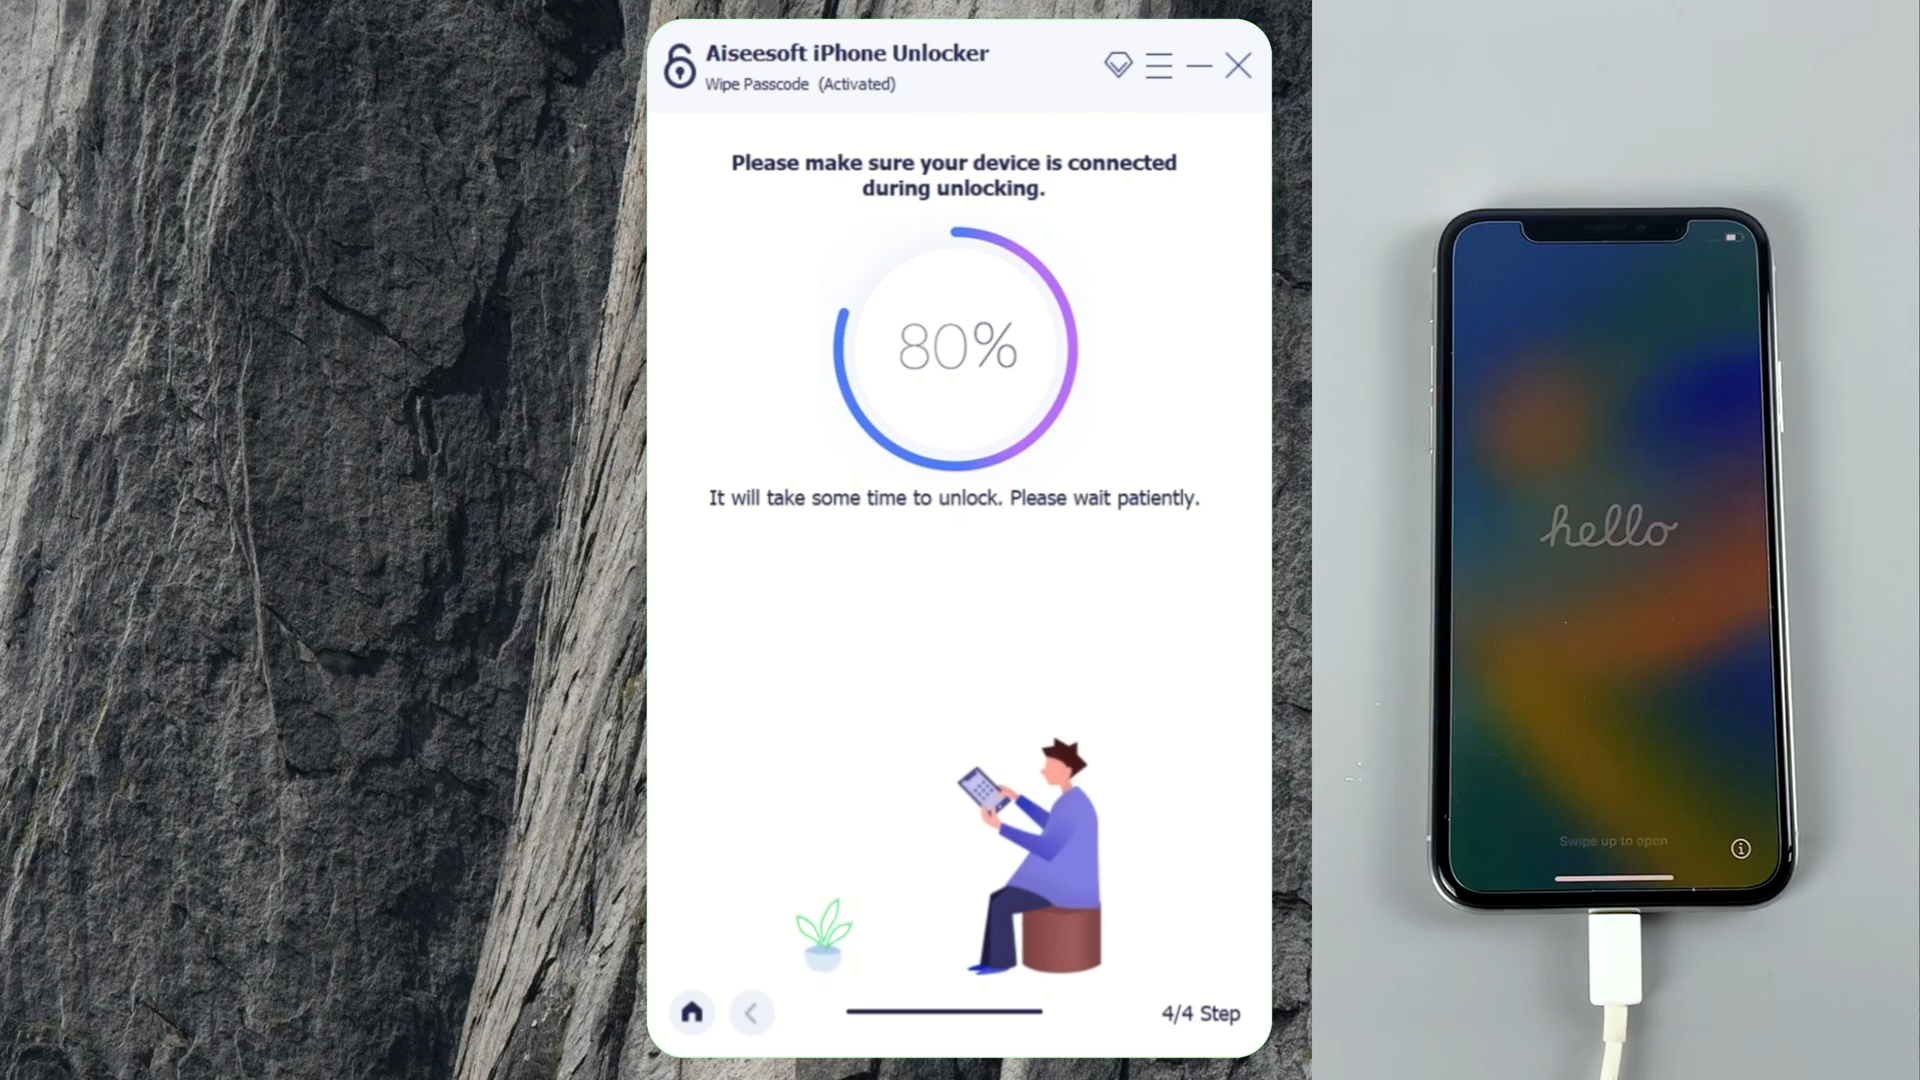 Aiseesoft iPhone Unlocker
Wipe Passcode (Activated)
Please make sure your device is connected
during unlocking.
80%
It will take some time to unlock. Please wait patiently.
4/4 Step
hello
Swipe up to open